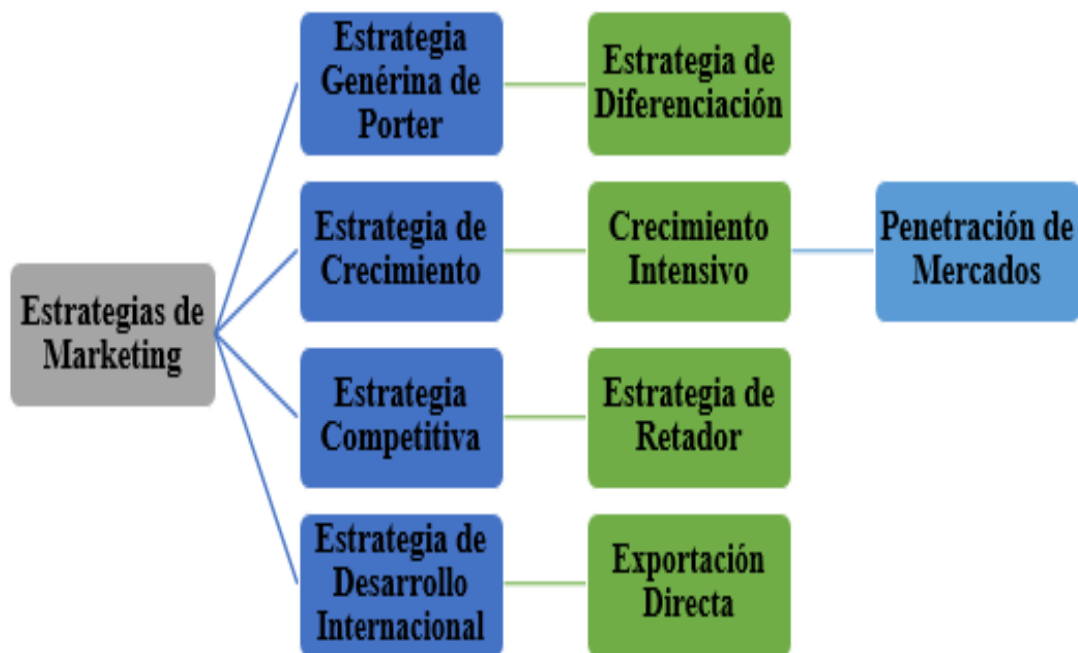 Estrategias de
Marketing
Estrategia
Genérina de
Porter
Estrategia de
Diferenciación
Estrategia de
Crecimiento
Crecimiento
Intensivo
Penetración de
Mercados
Estrategia
Competitiva
Estrategia de
Retador
Estrategia de
Desarrollo
Internacional
Exportación
Directa